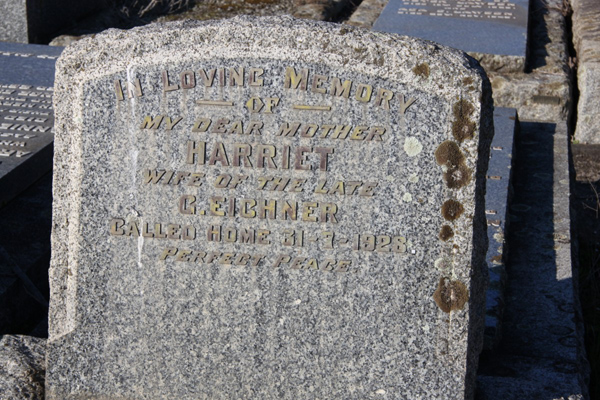 In Loving Memory
OF
MY DEAR MOTHER
HARRIET
WIFE OF THE LATE
G. EICHNER
CALLED HOME 31-7-1928
PERFECT PEACE